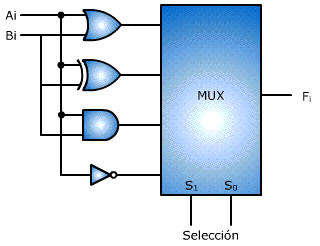 Ai
Bi
MUX
Fi
S1 S0
Selección